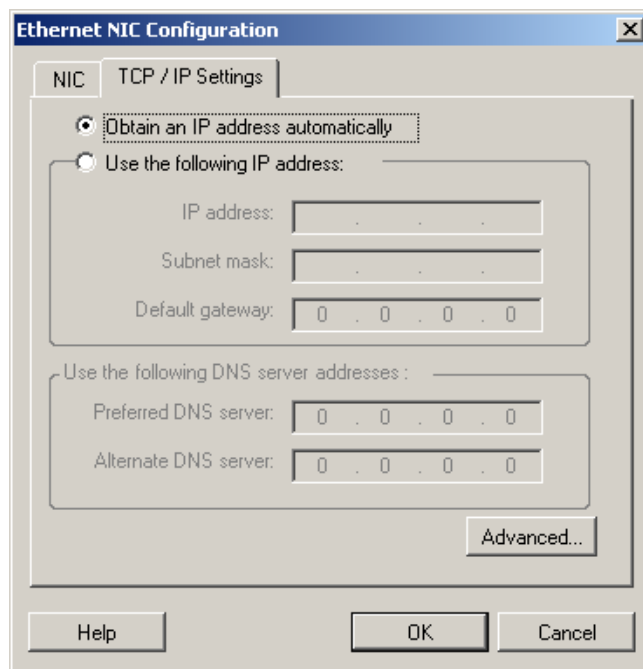 Ethernet NIC Configuration
NIC
TCP / IP Settings
Obtain an IP address automatically
Use the following IP address:
IP address: . . .
Subnet mask: . . .
Default gateway: 0 . 0 . 0 . 0
Use the following DNS server addresses :
Preferred DNS server: 0 . 0 . 0 . 0
Alternate DNS server: 0 . 0 . 0 . 0
Advanced...
Help
OK
Cancel